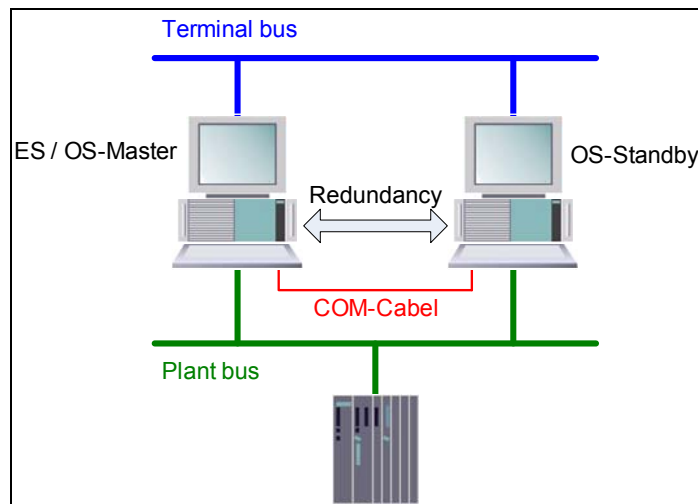 Terminal bus
ES / OS-Master
OS-Standby
Redundancy
COM-Cabel
Plant bus